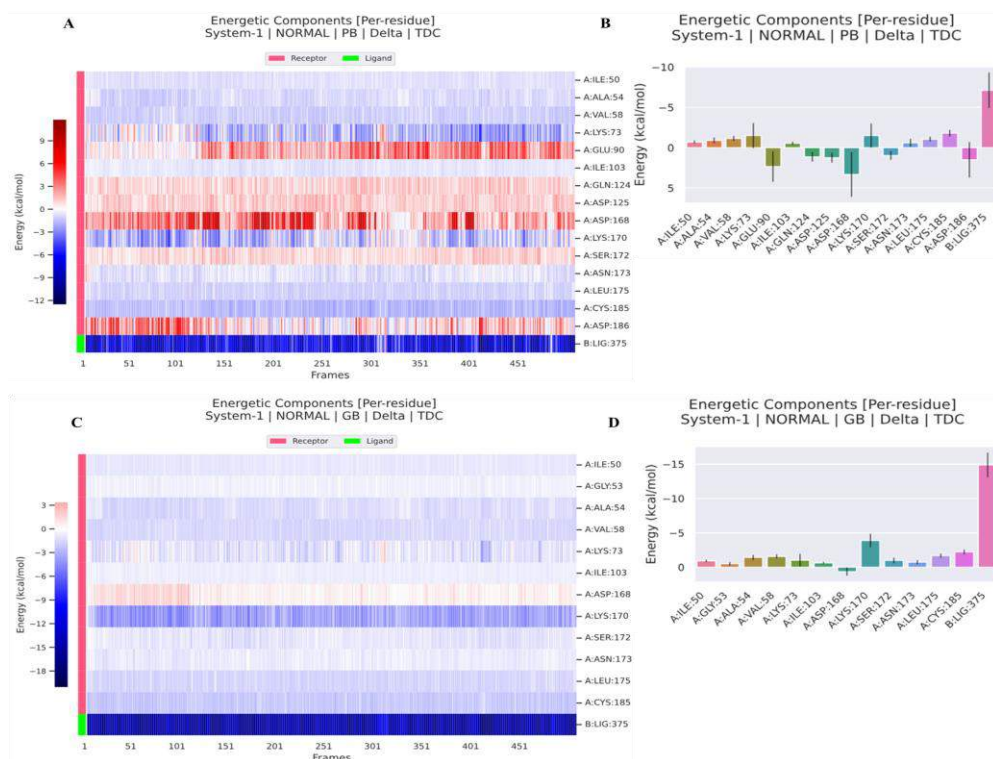 A
Energetic Components [Per-residue]
System-1 | NORMAL | PB | Delta | TDC
Receptor
Ligand
Energy (kcal/mol)
9
6
3
0
−3
−6
−9
−12
A:ILE:50
A:ALA:54
A:VAL:58
A:LYS:73
A:GLU:90
A:ILE:103
A:GLN:124
A:ASP:125
A:ASP:168
A:LYS:170
A:SER:172
A:ASN:173
A:LEU:175
A:CYS:185
A:ASP:186
B:LIG:375
1 51 101 151 201 251 301 351 401 451
Frames
B
Energetic Components [Per-residue]
System-1 | NORMAL | PB | Delta | TDC
Energy (kcal/mol)
−10
−5
0
5
A:ILE:50
A:ALA:54
A:VAL:58
A:LYS:73
A:GLU:90
A:ILE:103
A:GLN:124
A:ASP:125
A:ASP:168
A:LYS:170
A:SER:172
A:ASN:173
A:LEU:175
A:CYS:185
A:ASP:186
B:LIG:375
C
Energetic Components [Per-residue]
System-1 | NORMAL | GB | Delta | TDC
Receptor
Ligand
Energy (kcal/mol)
3
0
−3
−6
−9
−12
−15
−18
A:ILE:50
A:GLY:53
A:ALA:54
A:VAL:58
A:LYS:73
A:ILE:103
A:ASP:168
A:LYS:170
A:SER:172
A:ASN:173
A:LEU:175
A:CYS:185
B:LIG:375
1 51 101 151 201 251 301 351 401 451
Frames
D
Energetic Components [Per-residue]
System-1 | NORMAL | GB | Delta | TDC
Energy (kcal/mol)
−15
−10
−5
0
A:ILE:50
A:GLY:53
A:ALA:54
A:VAL:58
A:LYS:73
A:ILE:103
A:ASP:168
A:LYS:170
A:SER:172
A:ASN:173
A:LEU:175
A:CYS:185
B:LIG:375